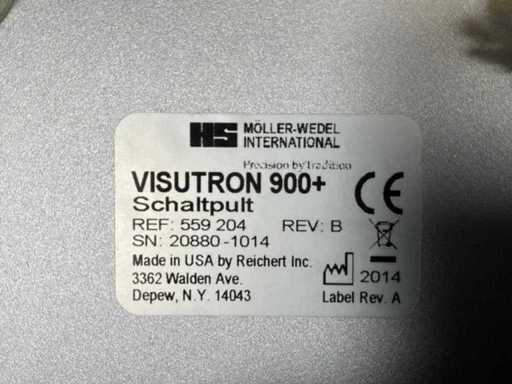 HS MÖLLER-WEDEL
INTERNATIONAL
Precision by Tradition
VISUTRON 900+
CE
Schaltpult
REF: 559 204 REV: B
SN: 20880-1014
Made in USA by Reichert Inc.
3362 Walden Ave.
2014
Depew, N.Y. 14043
Label Rev. A